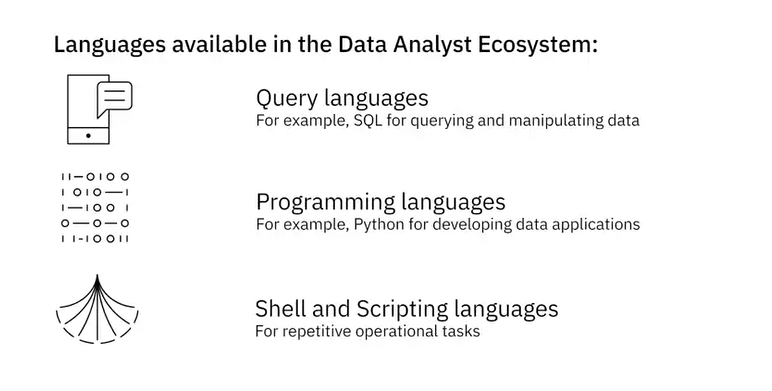 Languages available in the Data Analyst Ecosystem:
Query languages
For example, SQL for querying and manipulating data
Programming languages
For example, Python for developing data applications
Shell and Scripting languages
For repetitive operational tasks